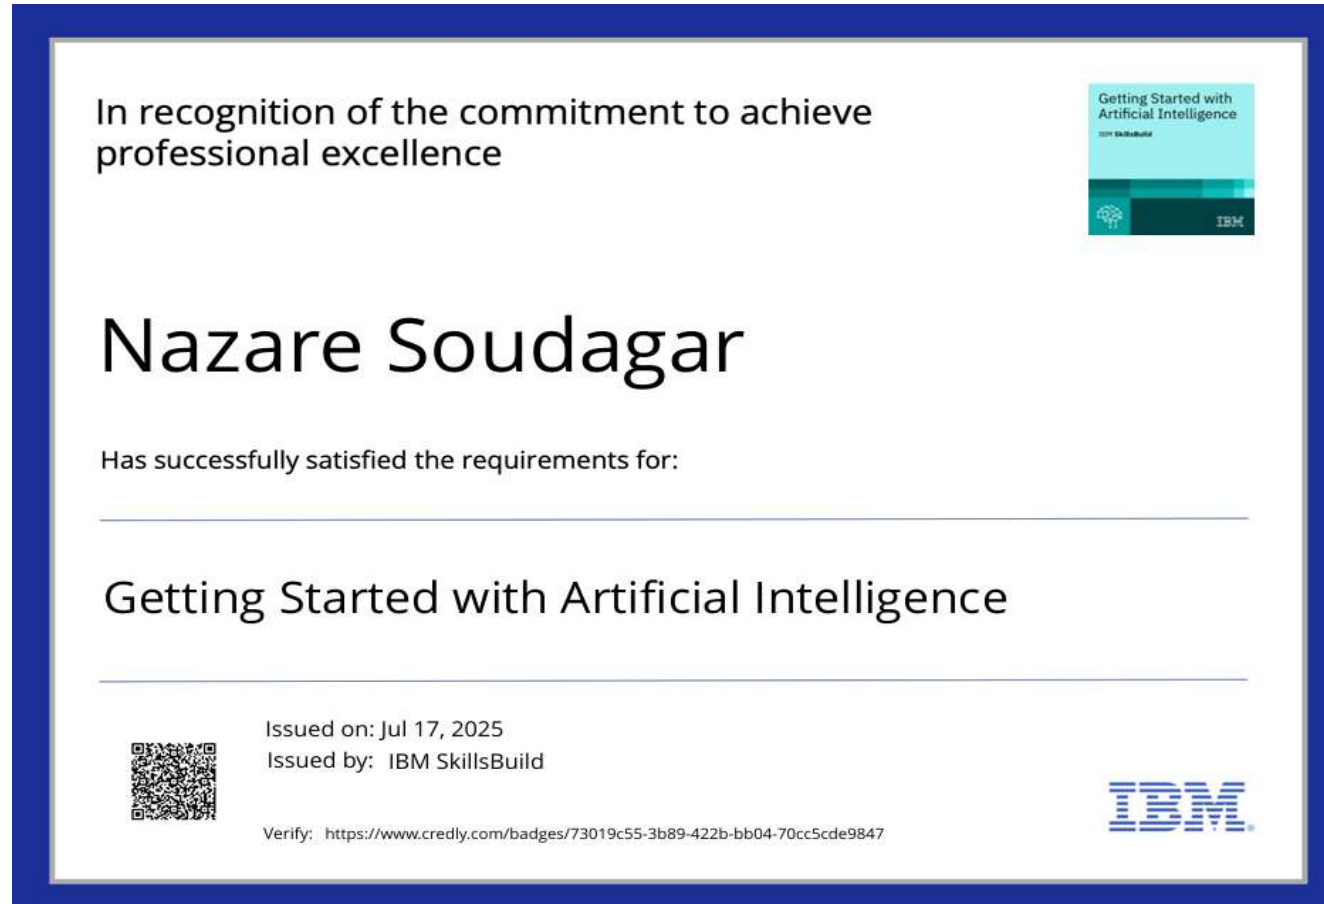 In recognition of the commitment to achieve
professional excellence
Getting Started with
Artificial Intelligence
IBM SkillsBuild
IBM
Nazare Soudagar
Has successfully satisfied the requirements for:
Getting Started with Artificial Intelligence
Issued on: Jul 17, 2025
Issued by: IBM SkillsBuild
IBM.
Verify: https://www.credly.com/badges/73019c55-3b89-422b-bb04-70cc5cde9847